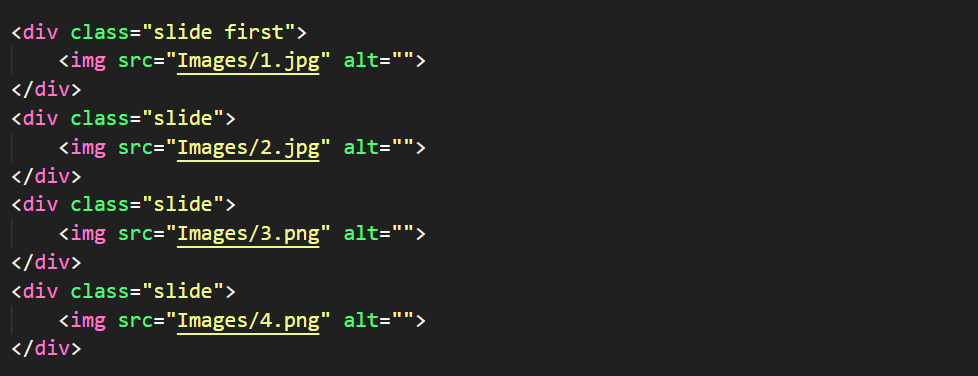 <div class="slide first">
    <img src="Images/1.jpg" alt="">
</div>
<div class="slide">
    <img src="Images/2.jpg" alt="">
</div>
<div class="slide">
    <img src="Images/3.png" alt="">
</div>
<div class="slide">
    <img src="Images/4.png" alt="">
</div>